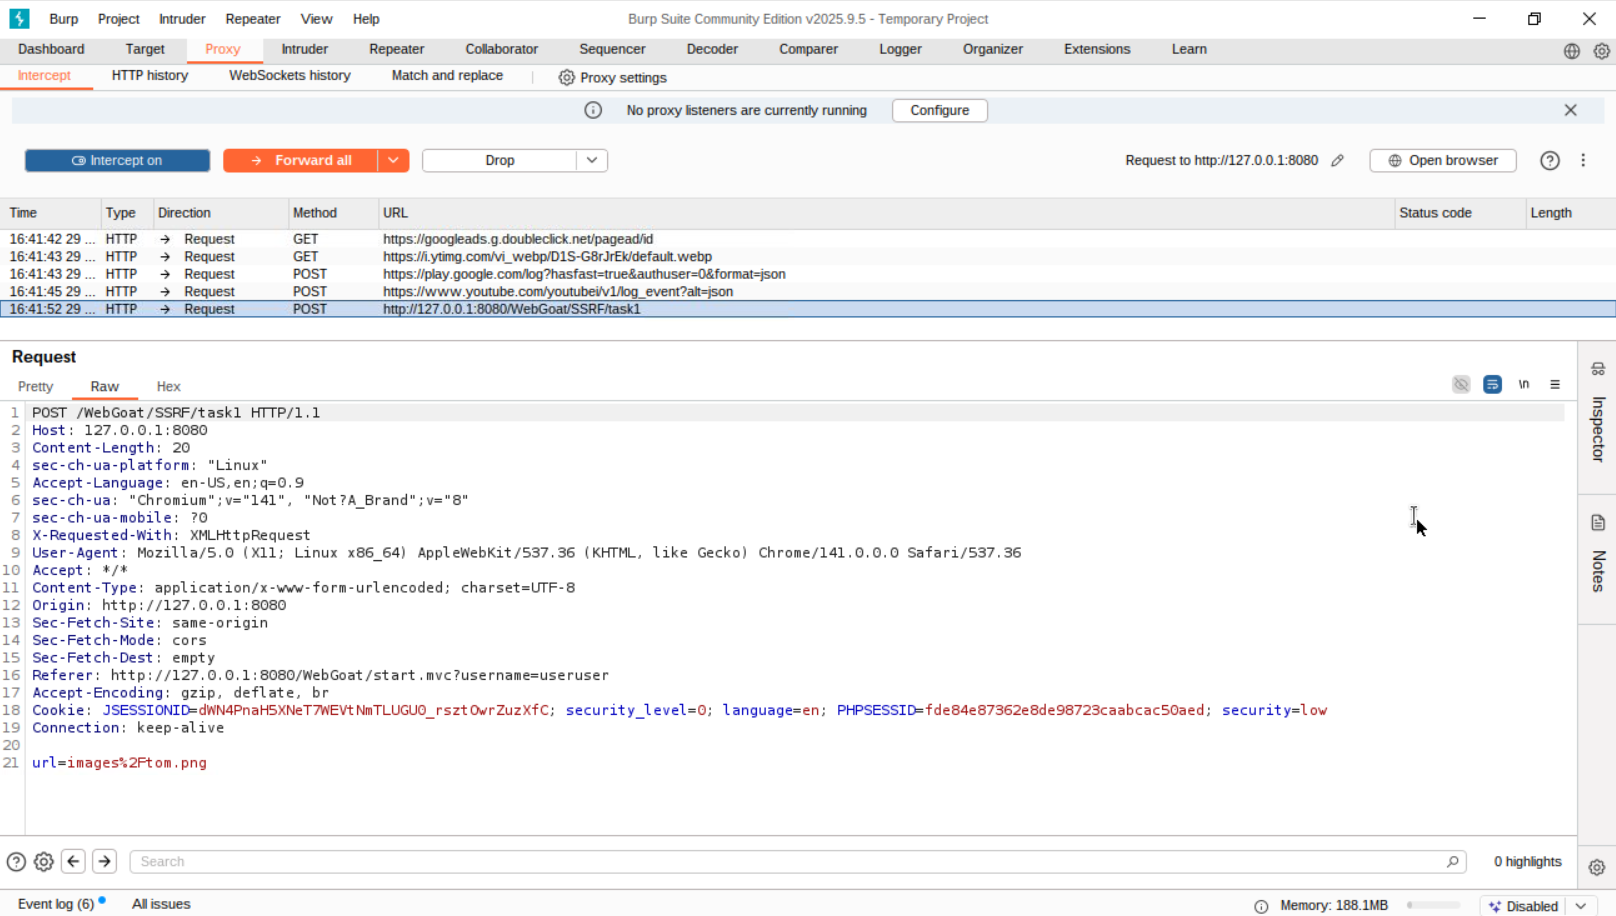 Burp Project Intruder Repeater View Help Burp Suite Community Edition v2025.9.5 - Temporary Project
Dashboard Target Proxy Intruder Repeater Collaborator Sequencer Decoder Comparer Logger Organizer Extensions Learn
Intercept HTTP history WebSockets history Match and replace Proxy settings
No proxy listeners are currently running Configure
Intercept on Forward all Drop Request to http://127.0.0.1:8080 Open browser
Time Type Direction Method URL Status code Length
16:41:42 29 ... HTTP → Request GET https://googleads.g.doubleclick.net/pagead/id
16:41:43 29 ... HTTP → Request GET https://i.ytimg.com/vi_webp/D1S-G8rJrEk/default.webp
16:41:43 29 ... HTTP → Request POST https://play.google.com/log?hasfast=true&authuser=0&format=json
16:41:45 29 ... HTTP → Request POST https://www.youtube.com/youtubei/v1/log_event?alt=json
16:41:52 29 ... HTTP → Request POST http://127.0.0.1:8080/WebGoat/SSRF/task1
Request
Pretty Raw Hex \n
1 POST /WebGoat/SSRF/task1 HTTP/1.1
2 Host: 127.0.0.1:8080
3 Content-Length: 20
4 sec-ch-ua-platform: "Linux"
5 Accept-Language: en-US,en;q=0.9
6 sec-ch-ua: "Chromium";v="141", "Not?A_Brand";v="8"
7 sec-ch-ua-mobile: ?0
8 X-Requested-With: XMLHttpRequest
9 User-Agent: Mozilla/5.0 (X11; Linux x86_64) AppleWebKit/537.36 (KHTML, like Gecko) Chrome/141.0.0.0 Safari/537.36
10 Accept: */*
11 Content-Type: application/x-www-form-urlencoded; charset=UTF-8
12 Origin: http://127.0.0.1:8080
13 Sec-Fetch-Site: same-origin
14 Sec-Fetch-Mode: cors
15 Sec-Fetch-Dest: empty
16 Referer: http://127.0.0.1:8080/WebGoat/start.mvc?username=useruser
17 Accept-Encoding: gzip, deflate, br
18 Cookie: JSESSIONID=dWN4PnaH5XNeT7WEVtNmTLUGU0_rsztOwrZuzXfC; security_level=0; language=en; PHPSESSID=fde84e87362e8de98723caabcac50aed; security=low
19 Connection: keep-alive
20
21 url=images%2Ftom.png
Inspector
Notes
Search 0 highlights
Event log (6) All issues Memory: 188.1MB Disabled